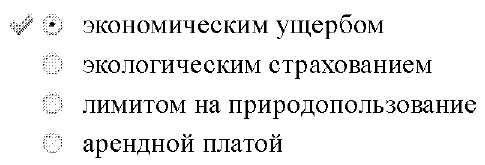 экономическим ущербом
экологическим страхованием
лимитом на природопользование
арендной платой